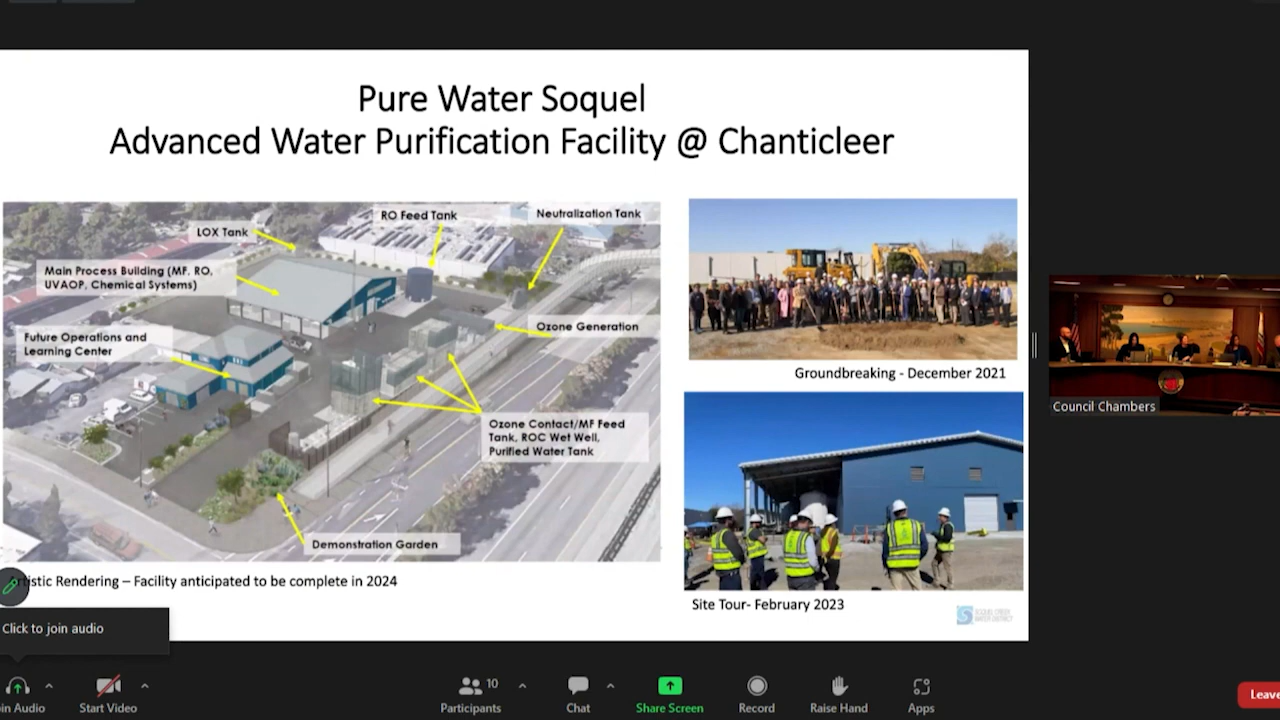 Pure Water Soquel
Advanced Water Purification Facility @ Chanticleer
LOX Tank
RO Feed Tank
Neutralization Tank
Main Process Building (MF, RO,
UVAOP, Chemical Systems)
Ozone Generation
Future Operations and
Learning Center
Ozone Contact/MF Feed
Tank, ROC Wet Well,
Purified Water Tank
Demonstration Garden
Rendering – Facility anticipated to be complete in 2024
Groundbreaking - December 2021
Site Tour- February 2023
SOQUEL CREEK
WATER DISTRICT
Council Chambers
Click to join audio
Audio
Start Video
10
Participants
Chat
Share Screen
Record
Raise Hand
Apps
Leave